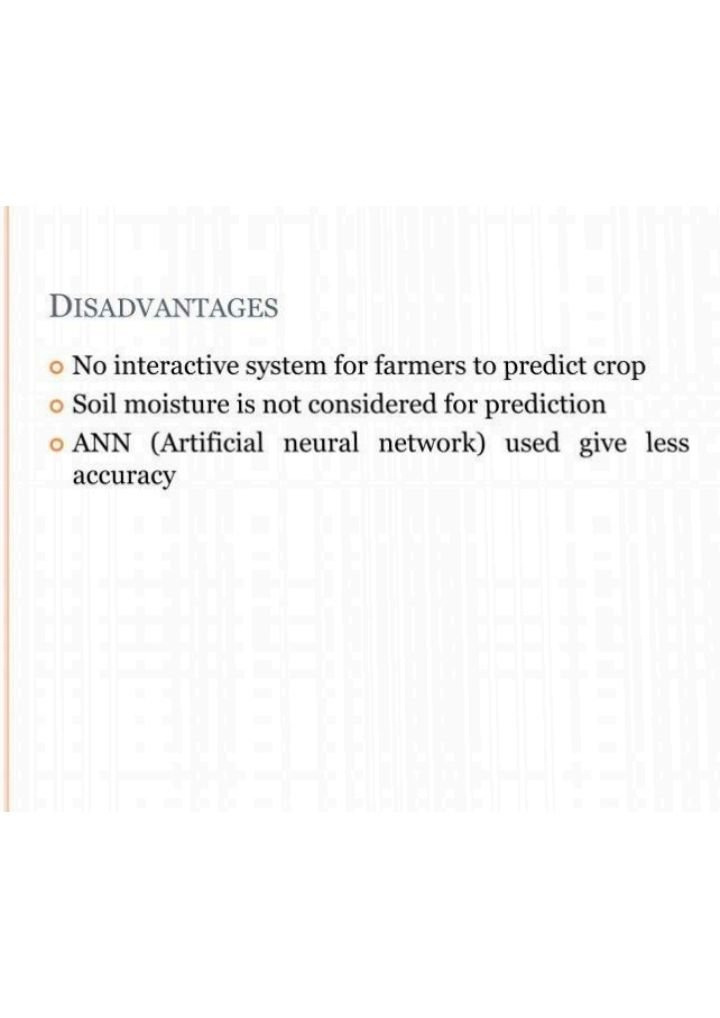 DISADVANTAGES
No interactive system for farmers to predict crop
Soil moisture is not considered for prediction
ANN (Artificial neural network) used give less
accuracy